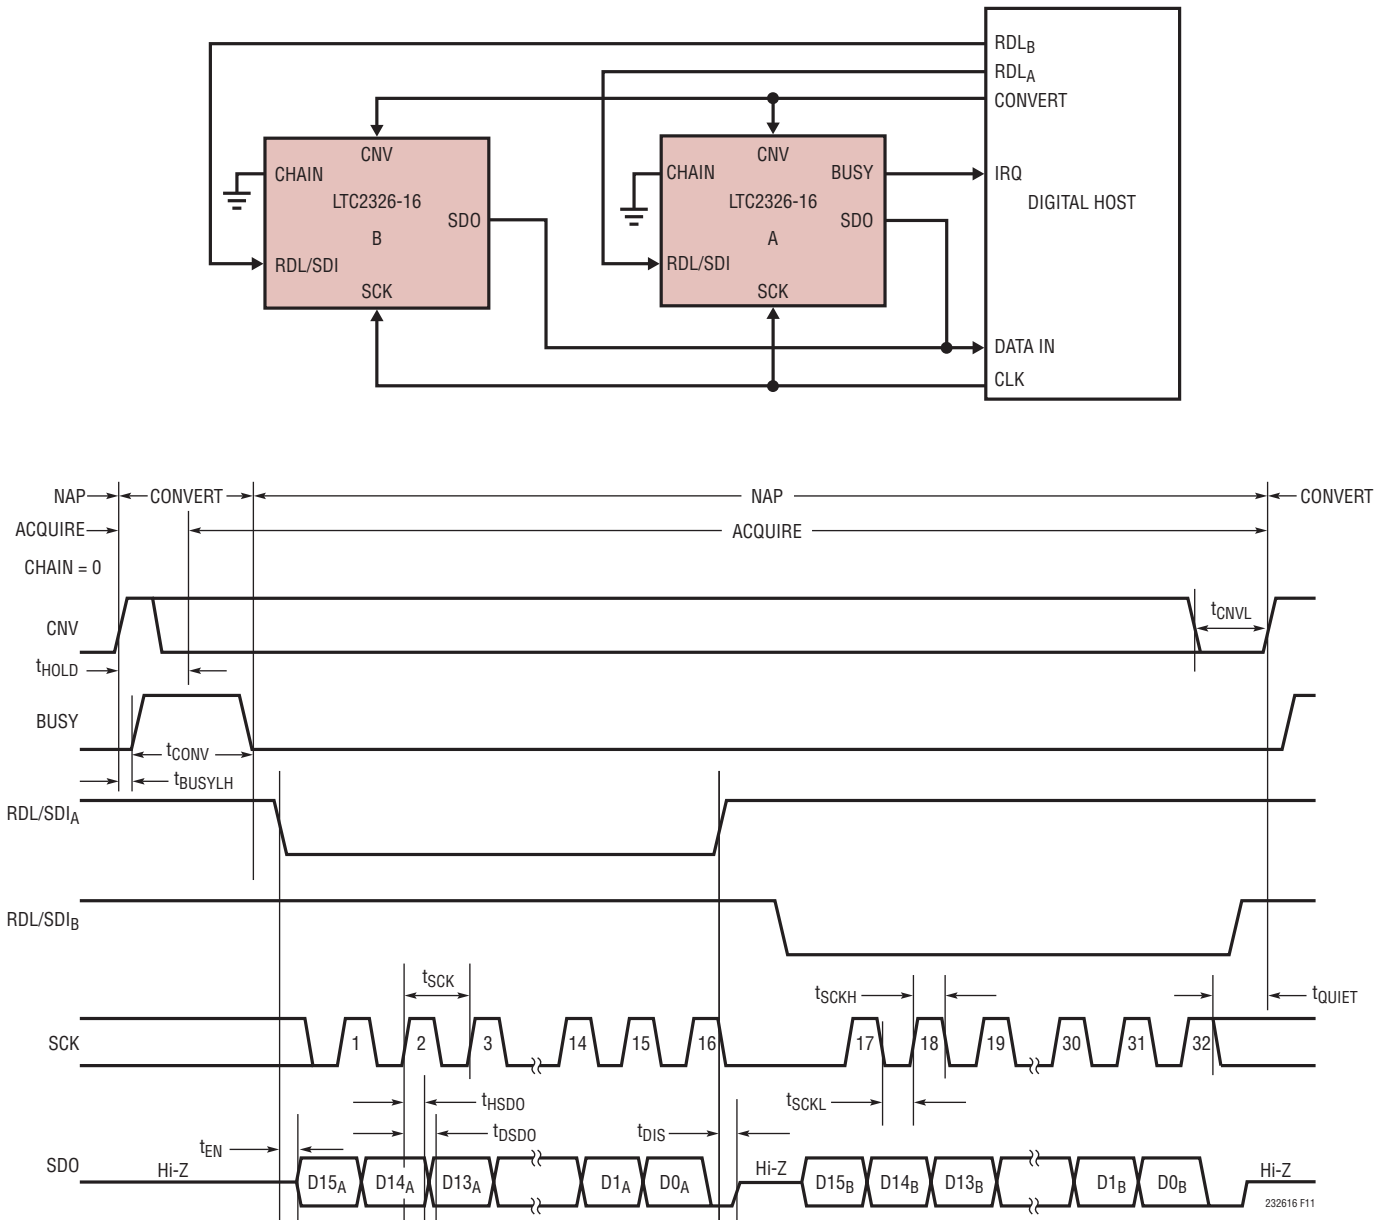 RDLB
RDLA
CONVERT
CNV
CHAIN
LTC2326-16
B
SDO
RDL/SDI
SCK
CNV
CHAIN
BUSY
LTC2326-16
SDO
A
RDL/SDI
SCK
IRQ
DIGITAL HOST
DATA IN
CLK
NAP
CONVERT
NAP
CONVERT
ACQUIRE
ACQUIRE
CHAIN = 0
CNV
tCNVL
tHOLD
BUSY
tCONV
tBUSYLH
RDL/SDIA
RDL/SDIB
tSCK
tSCKH
tQUIET
SCK
1
2
3
14
15
16
17
18
19
30
31
32
tHSDO
tSCKL
tDSDO
tDIS
tEN
SDO
Hi-Z
D15A
D14A
D13A
D1A
D0A
Hi-Z
D15B
D14B
D13B
D1B
D0B
Hi-Z
232616 F11